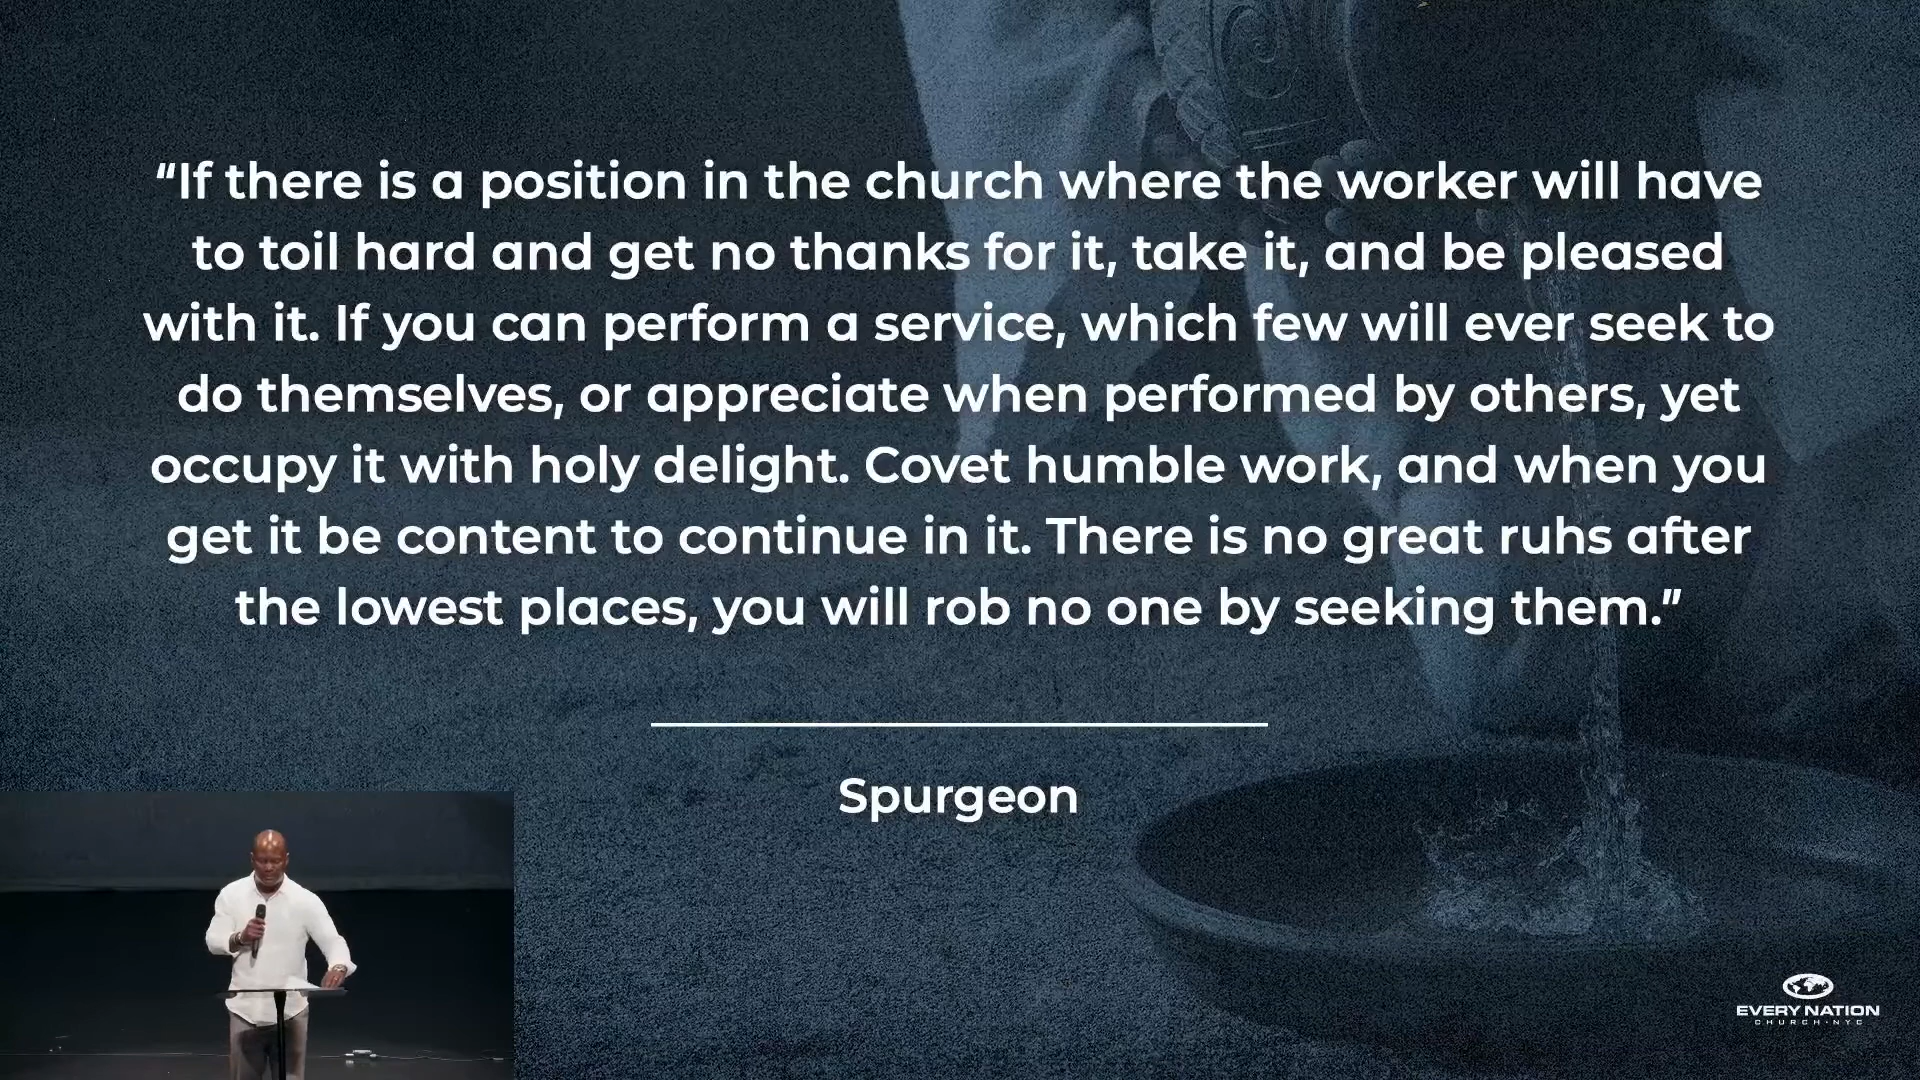 “If there is a position in the church where the worker will have
to toil hard and get no thanks for it, take it, and be pleased
with it. If you can perform a service, which few will ever seek to
do themselves, or appreciate when performed by others, yet
occupy it with holy delight. Covet humble work, and when you
get it be content to continue in it. There is no great ruhs after
the lowest places, you will rob no one by seeking them.”
Spurgeon
EVERY NATION
CHURCH·NYC